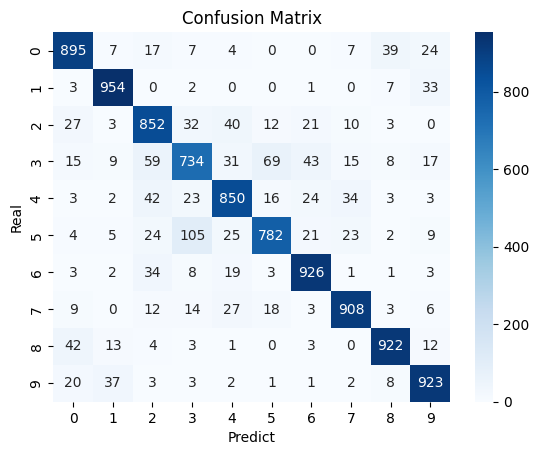 Confusion Matrix
0 895 7 17 7 4 0 0 7 39 24
1 3 954 0 2 0 0 1 0 7 33
2 27 3 852 32 40 12 21 10 3 0
3 15 9 59 734 31 69 43 15 8 17
4 3 2 42 23 850 16 24 34 3 3
5 4 5 24 105 25 782 21 23 2 9
6 3 2 34 8 19 3 926 1 1 3
7 9 0 12 14 27 18 3 908 3 6
8 42 13 4 3 1 0 3 0 922 12
9 20 37 3 3 2 1 1 2 8 923
0 1 2 3 4 5 6 7 8 9
Predict
Real
800
600
400
200
0